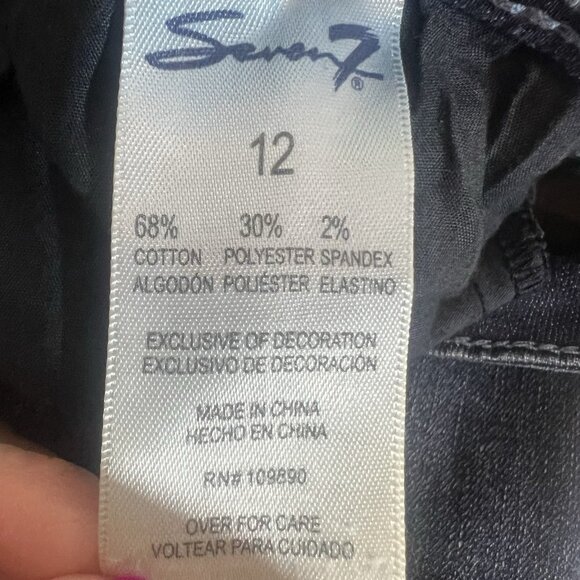 Seven7®
12
68% 30% 2%
COTTON POLYESTER SPANDEX
ALGODÓN POLIÉSTER ELASTINO
EXCLUSIVE OF DECORATION
EXCLUSIVO DE DECORACIÓN
MADE IN CHINA
HECHO EN CHINA
RN# 109890
OVER FOR CARE
VOLTEAR PARA CUIDADO